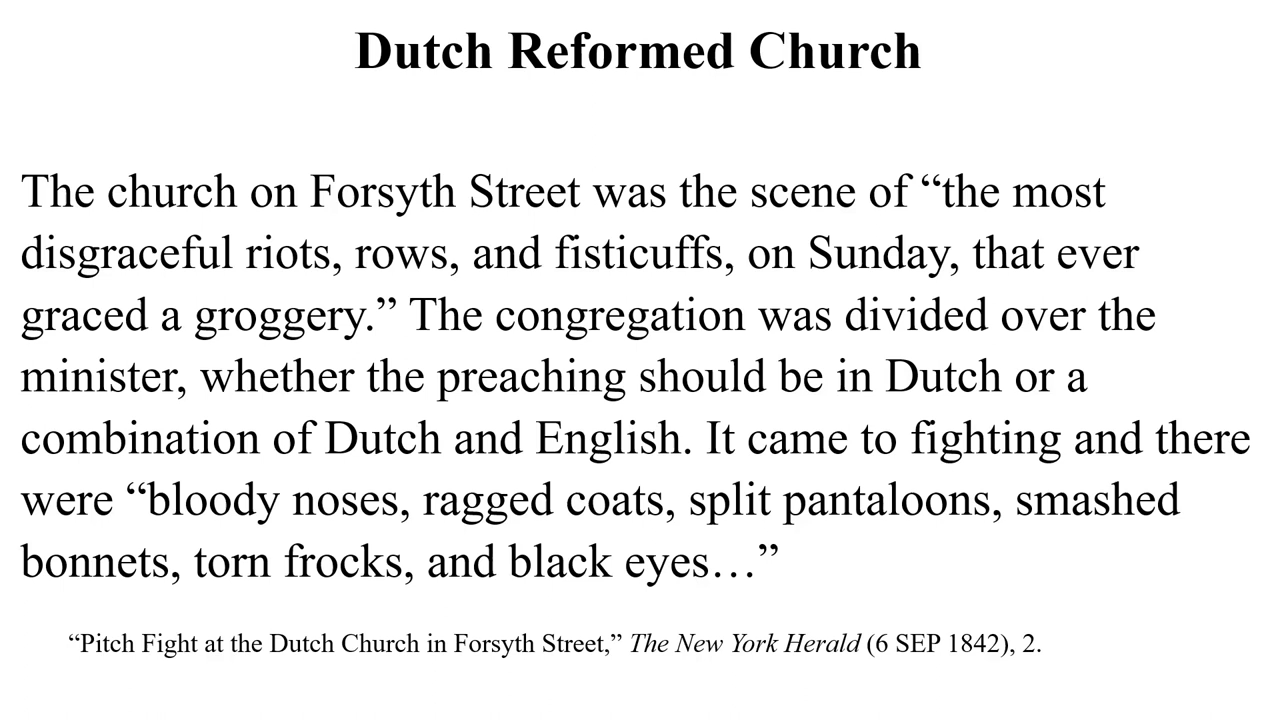 Dutch Reformed Church
The church on Forsyth Street was the scene of “the most
disgraceful riots, rows, and fisticuffs, on Sunday, that ever
graced a groggery.” The congregation was divided over the
minister, whether the preaching should be in Dutch or a
combination of Dutch and English. It came to fighting and there
were “bloody noses, ragged coats, split pantaloons, smashed
bonnets, torn frocks, and black eyes…”
“Pitch Fight at the Dutch Church in Forsyth Street,” The New York Herald (6 SEP 1842), 2.